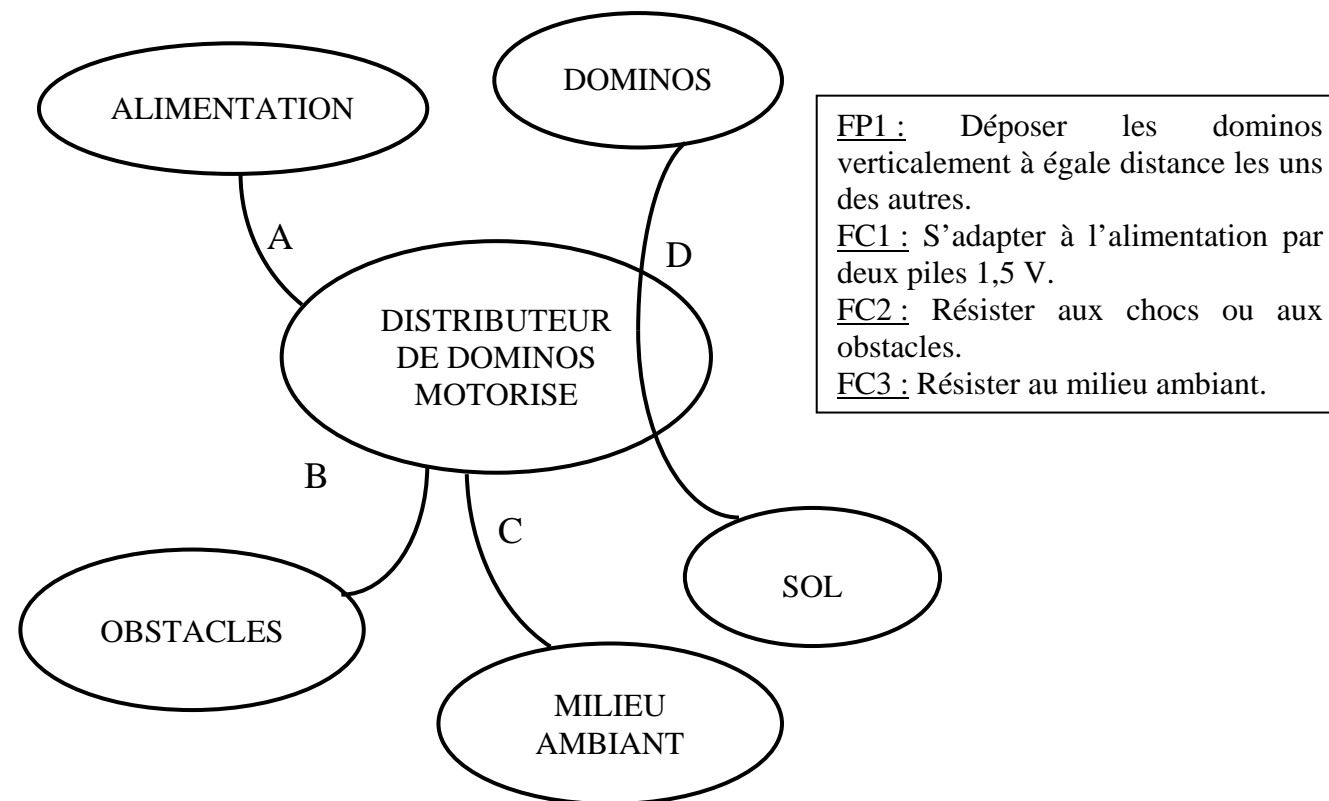 ALIMENTATION
DOMINOS
A
D
DISTRIBUTEUR
DE DOMINOS
MOTORISE
B
C
OBSTACLES
SOL
MILIEU
AMBIANT
FP1 : Déposer les dominos
verticalement à égale distance les uns
des autres.
FC1 : S’adapter à l’alimentation par
deux piles 1,5 V.
FC2 : Résister aux chocs ou aux
obstacles.
FC3 : Résister au milieu ambiant.